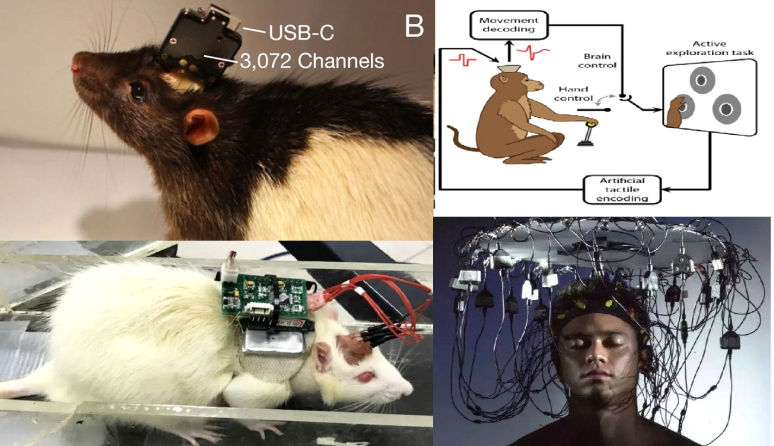 B
USB-C
3,072 Channels
Movement
decoding
Brain
control
Hand
control
Active
exploration task
Artificial
tactile
encoding